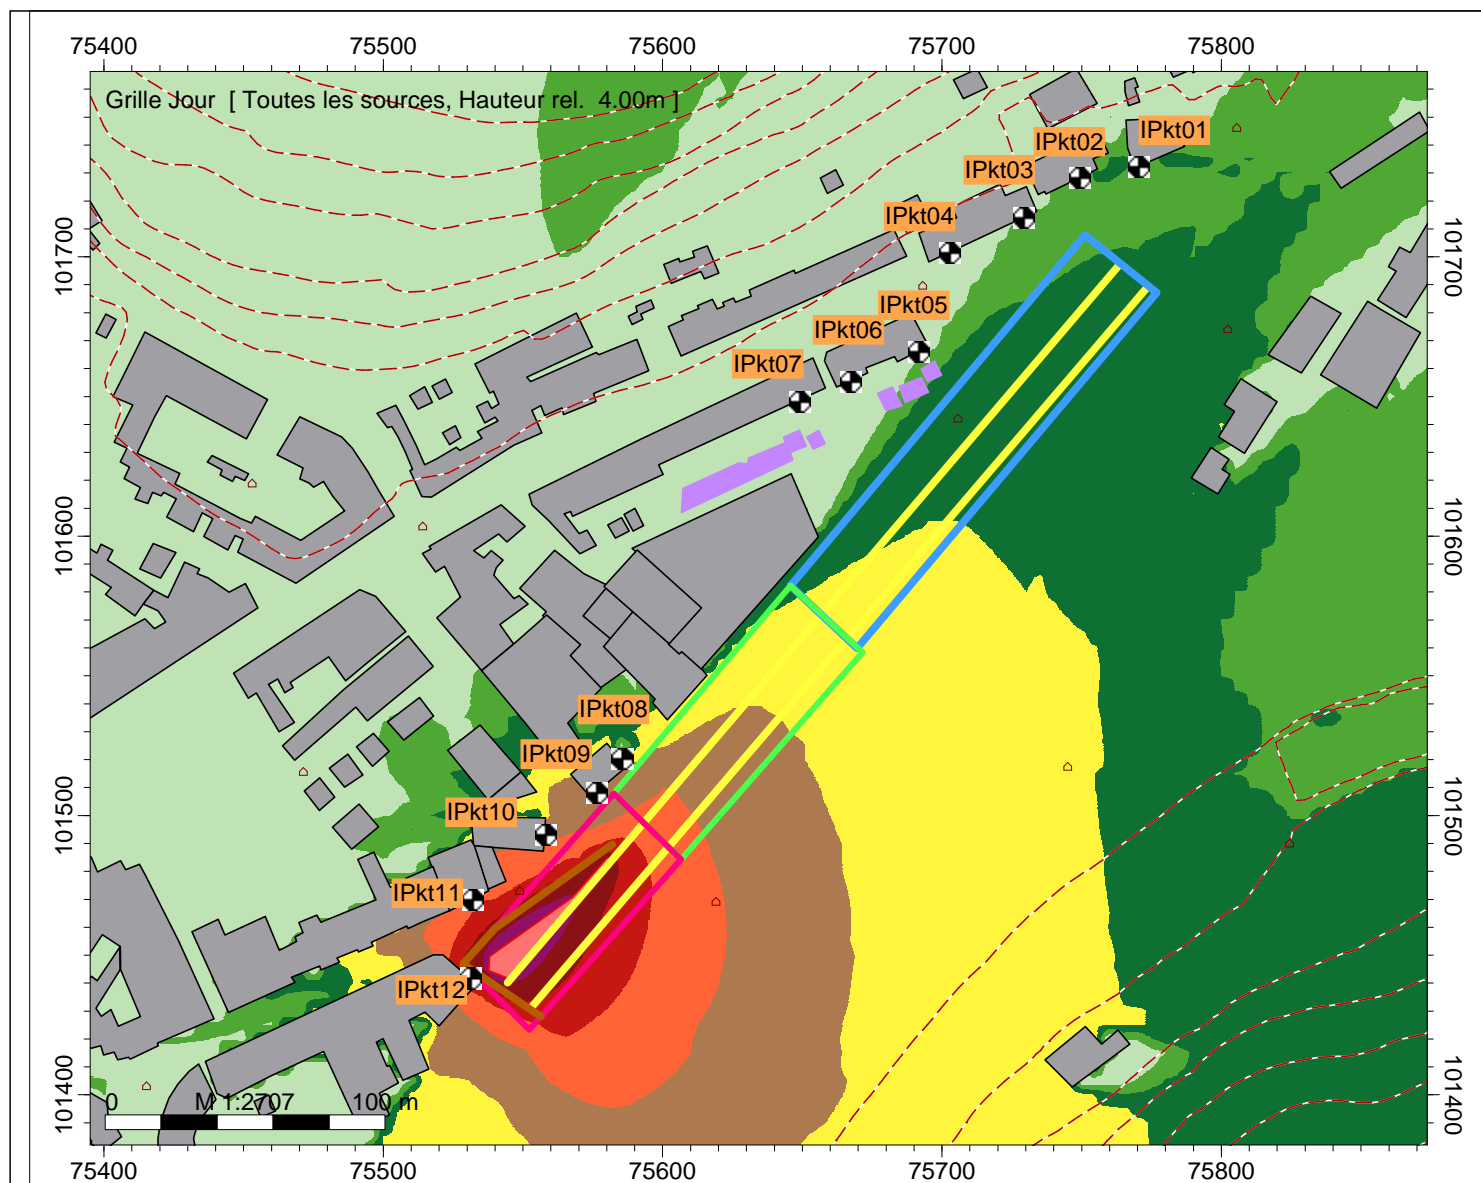 75400 75500 75600 75700 75800
Grille Jour [ Toutes les sources, Hauteur rel. 4.00m ]
IPkt01
IPkt02
IPkt03
IPkt04
101700 101700
IPkt05
IPkt06
IPkt07
101600 101600
IPkt08
IPkt09
101500 101500
IPkt10
IPkt11
IPkt12
101400 101400
0 M 1:2707 100 m
75400 75500 75600 75700 75800